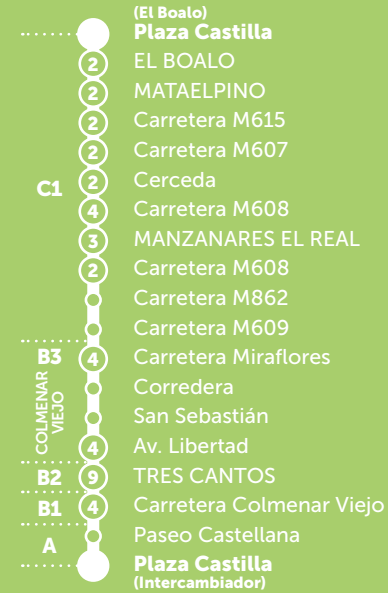 (El Boalo)
Plaza Castilla
2 EL BOALO
2 MATAELPINO
2 Carretera M615
2 Carretera M607
C1 2 Cerceda
4 Carretera M608
3 MANZANARES EL REAL
2 Carretera M608
Carretera M862
Carretera M609
B3 4 Carretera Miraflores
COLMENAR
VIEJO
Corredera
San Sebastián
4 Av. Libertad
B2 9 TRES CANTOS
B1 4 Carretera Colmenar Viejo
A Paseo Castellana
Plaza Castilla
(Intercambiador)